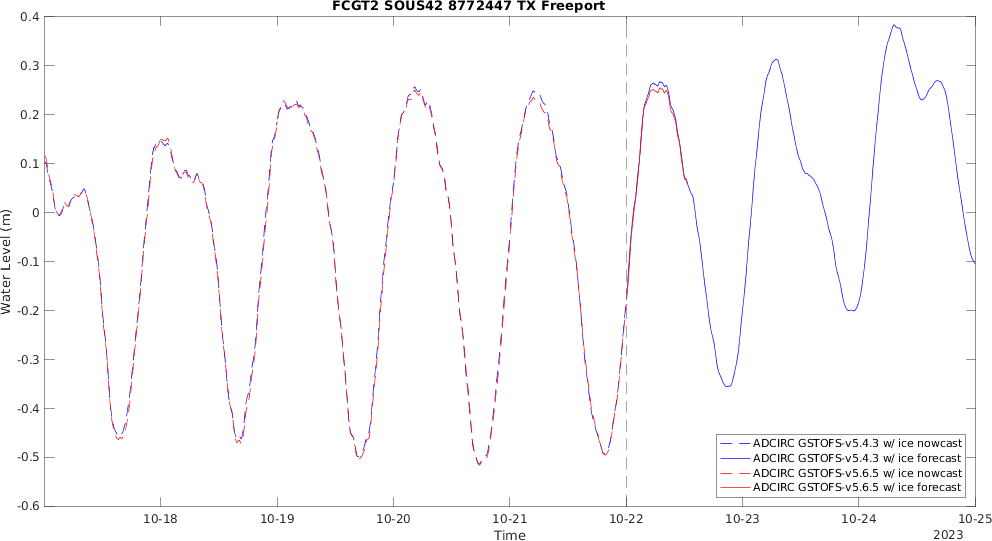 FCGT2 SOUS42 8772447 TX Freeport
0.4
0.3
0.2
0.1
0
-0.1
-0.2
-0.3
-0.4
-0.5
-0.6
Water Level (m)
ADCIRC GSTOFS-v5.4.3 w/ ice nowcast
ADCIRC GSTOFS-v5.4.3 w/ ice forecast
ADCIRC GSTOFS-v5.6.5 w/ ice nowcast
ADCIRC GSTOFS-v5.6.5 w/ ice forecast
10-18 10-19 10-20 10-21 10-22 10-23 10-24 10-25
Time
2023